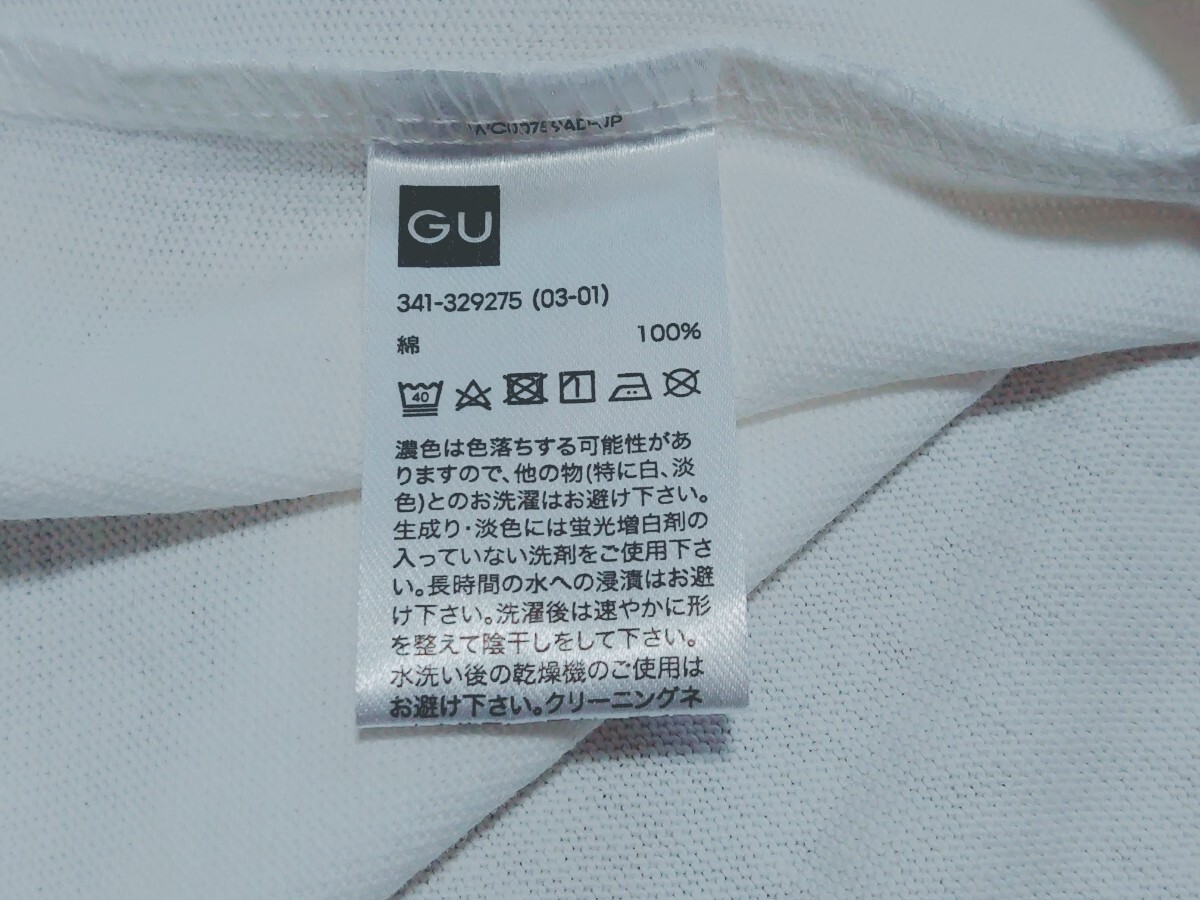 GU
341-329275 (03-01)
綿 100%
40
濃色は色落ちする可能性があ
りますので、他の物(特に白、淡
色)とのお洗濯はお避け下さい。
生成り・淡色には蛍光増白剤の
入っていない洗剤をご使用下さ
い。長時間の水への浸漬はお避
け下さい。洗濯後は速やかに形
を整えて陰干しをして下さい。
水洗い後の乾燥機のご使用は
お避け下さい。クリーニングネ